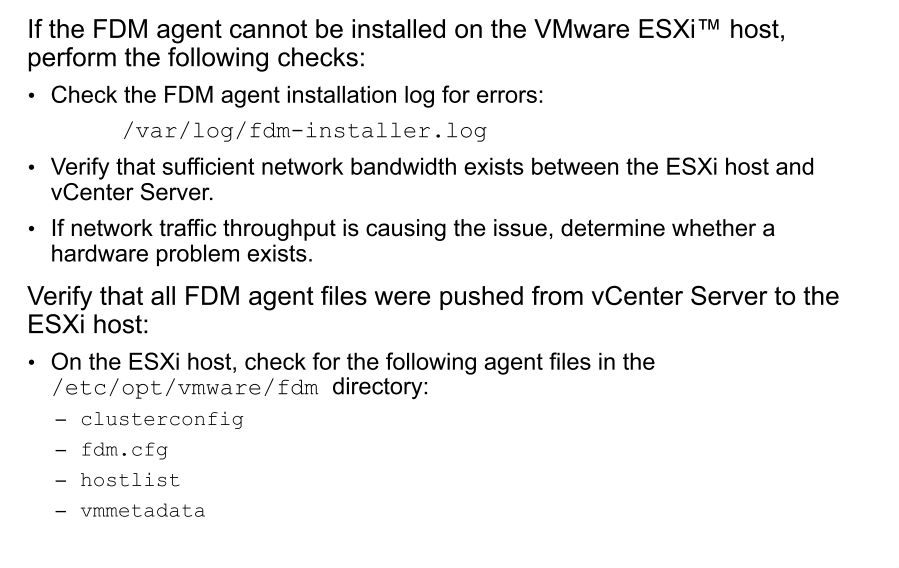 If the FDM agent cannot be installed on the VMware ESXi™ host,
perform the following checks:
• Check the FDM agent installation log for errors:
/var/log/fdm-installer.log
• Verify that sufficient network bandwidth exists between the ESXi host and
vCenter Server.
• If network traffic throughput is causing the issue, determine whether a
hardware problem exists.
Verify that all FDM agent files were pushed from vCenter Server to the
ESXi host:
• On the ESXi host, check for the following agent files in the
/etc/opt/vmware/fdm directory:
– clusterconfig
– fdm.cfg
– hostlist
– vmmetadata